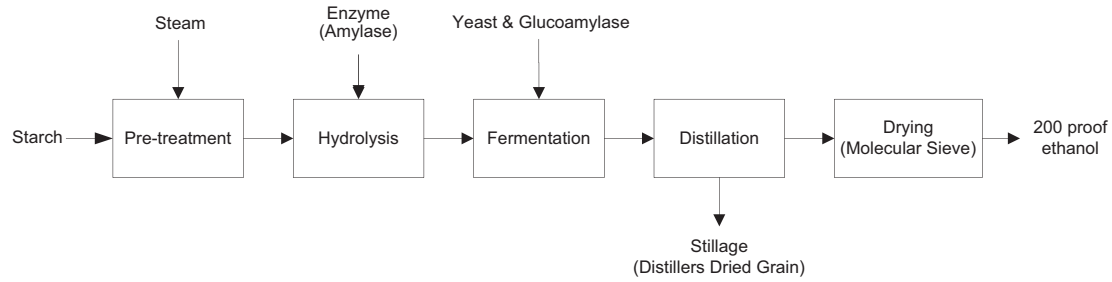 Steam
Enzyme
(Amylase)
Yeast & Glucoamylase
Starch
Pre-treatment
Hydrolysis
Fermentation
Distillation
Drying
(Molecular Sieve)
200 proof
ethanol
Stillage
(Distillers Dried Grain)